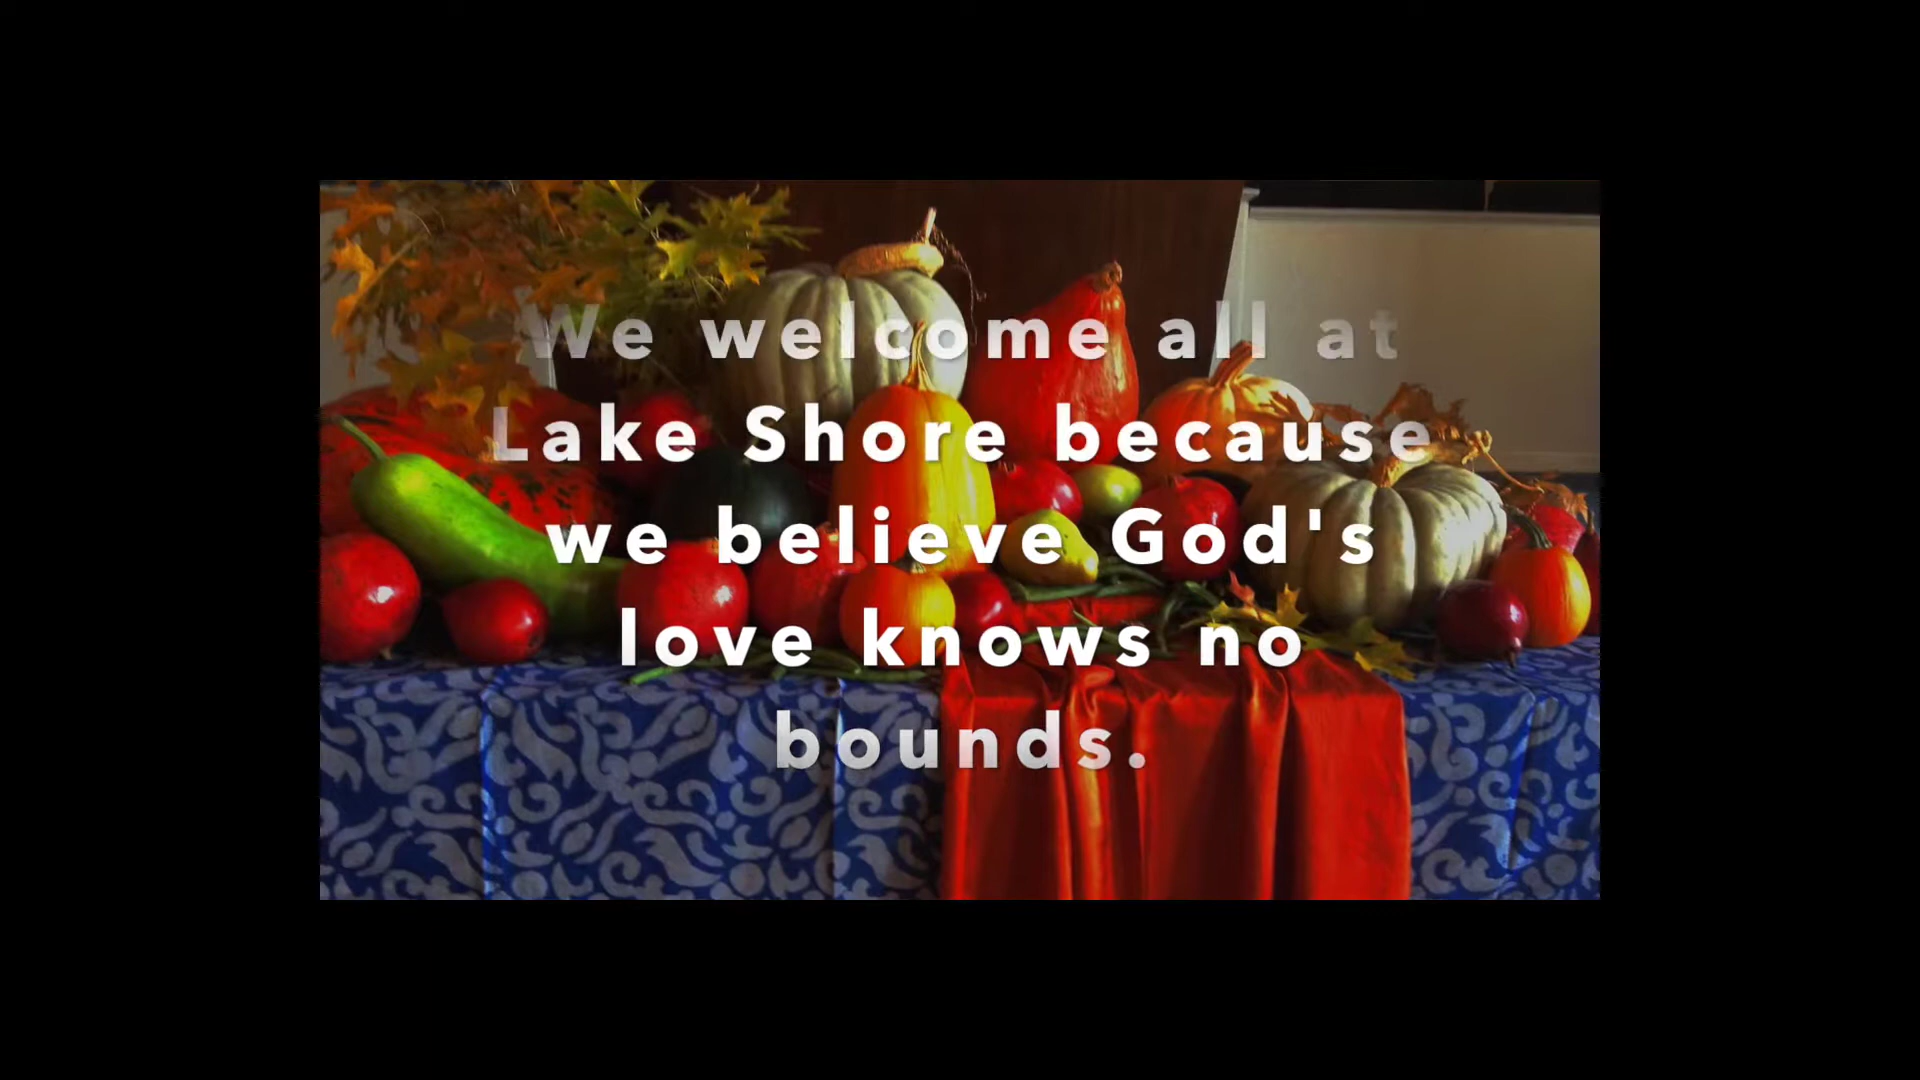 We welcome all at
Lake Shore because
we believe God's
love knows no
bounds.